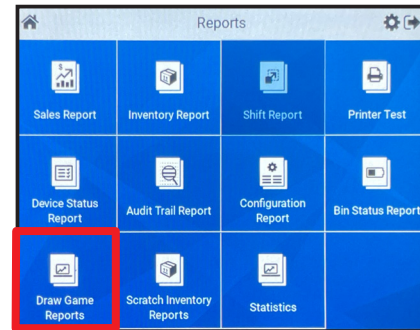 Reports
Sales Report
Inventory Report
Shift Report
Printer Test
Device Status
Report
Audit Trail Report
Configuration
Report
Bin Status Report
Draw Game
Reports
Scratch Inventory
Reports
Statistics